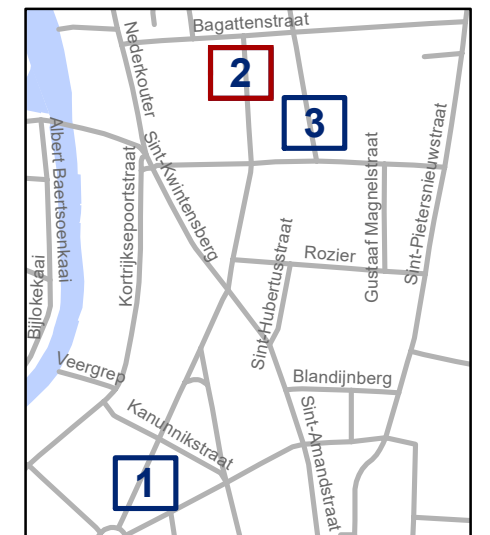 Bagattenstraat
Nederkouter
2
3
Sint-Kwintensberg
Albert Baertsoenkaai
Kortrijksepoortstraat
Gustaaf Magnelstraat
Sint-Pietersnieuwstraat
Bijlokekaai
Sint-Hubertusstraat
Rozier
Veergrep
Blandijnberg
Kanunnikstraat
Sint-Amandstraat
1